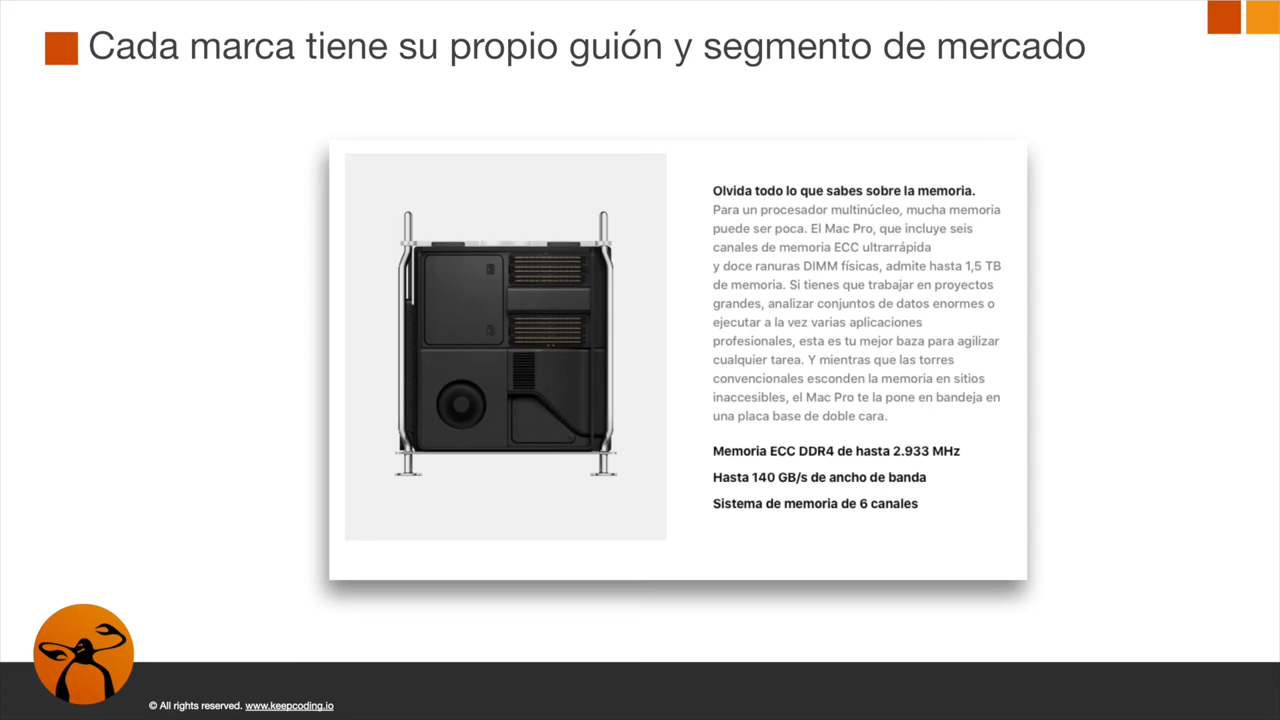 Cada marca tiene su propio guión y segmento de mercado
Olvida todo lo que sabes sobre la memoria.
Para un procesador multinúcleo, mucha memoria
puede ser poca. El Mac Pro, que incluye seis
canales de memoria ECC ultrarrápida
y doce ranuras DIMM físicas, admite hasta 1,5 TB
de memoria. Si tienes que trabajar en proyectos
grandes, analizar conjuntos de datos enormes o
ejecutar a la vez varias aplicaciones
profesionales, esta es tu mejor baza para agilizar
cualquier tarea. Y mientras que las torres
convencionales esconden la memoria en sitios
inaccesibles, el Mac Pro te la pone en bandeja en
una placa base de doble cara.
Memoria ECC DDR4 de hasta 2.933 MHz
Hasta 140 GB/s de ancho de banda
Sistema de memoria de 6 canales
© All rights reserved. www.keepcoding.io